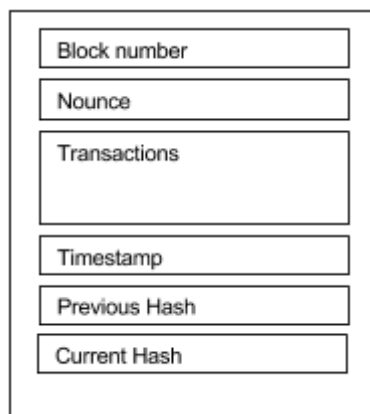 Block number
Nounce
Transactions
Timestamp
Previous Hash
Current Hash